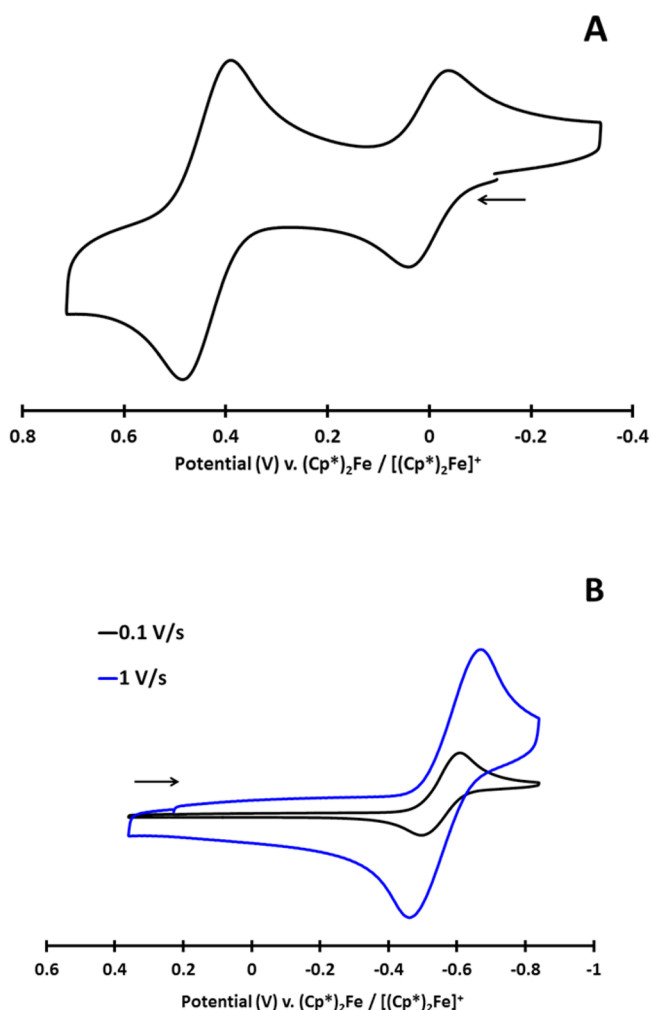 A
0.8 0.6 0.4 0.2 0 -0.2 -0.4
Potential (V) v. (Cp*)₂Fe / [(Cp*)₂Fe]⁺
B
0.1 V/s
1 V/s
0.6 0.4 0.2 0 -0.2 -0.4 -0.6 -0.8 -1
Potential (V) v. (Cp*)₂Fe / [(Cp*)₂Fe]⁺